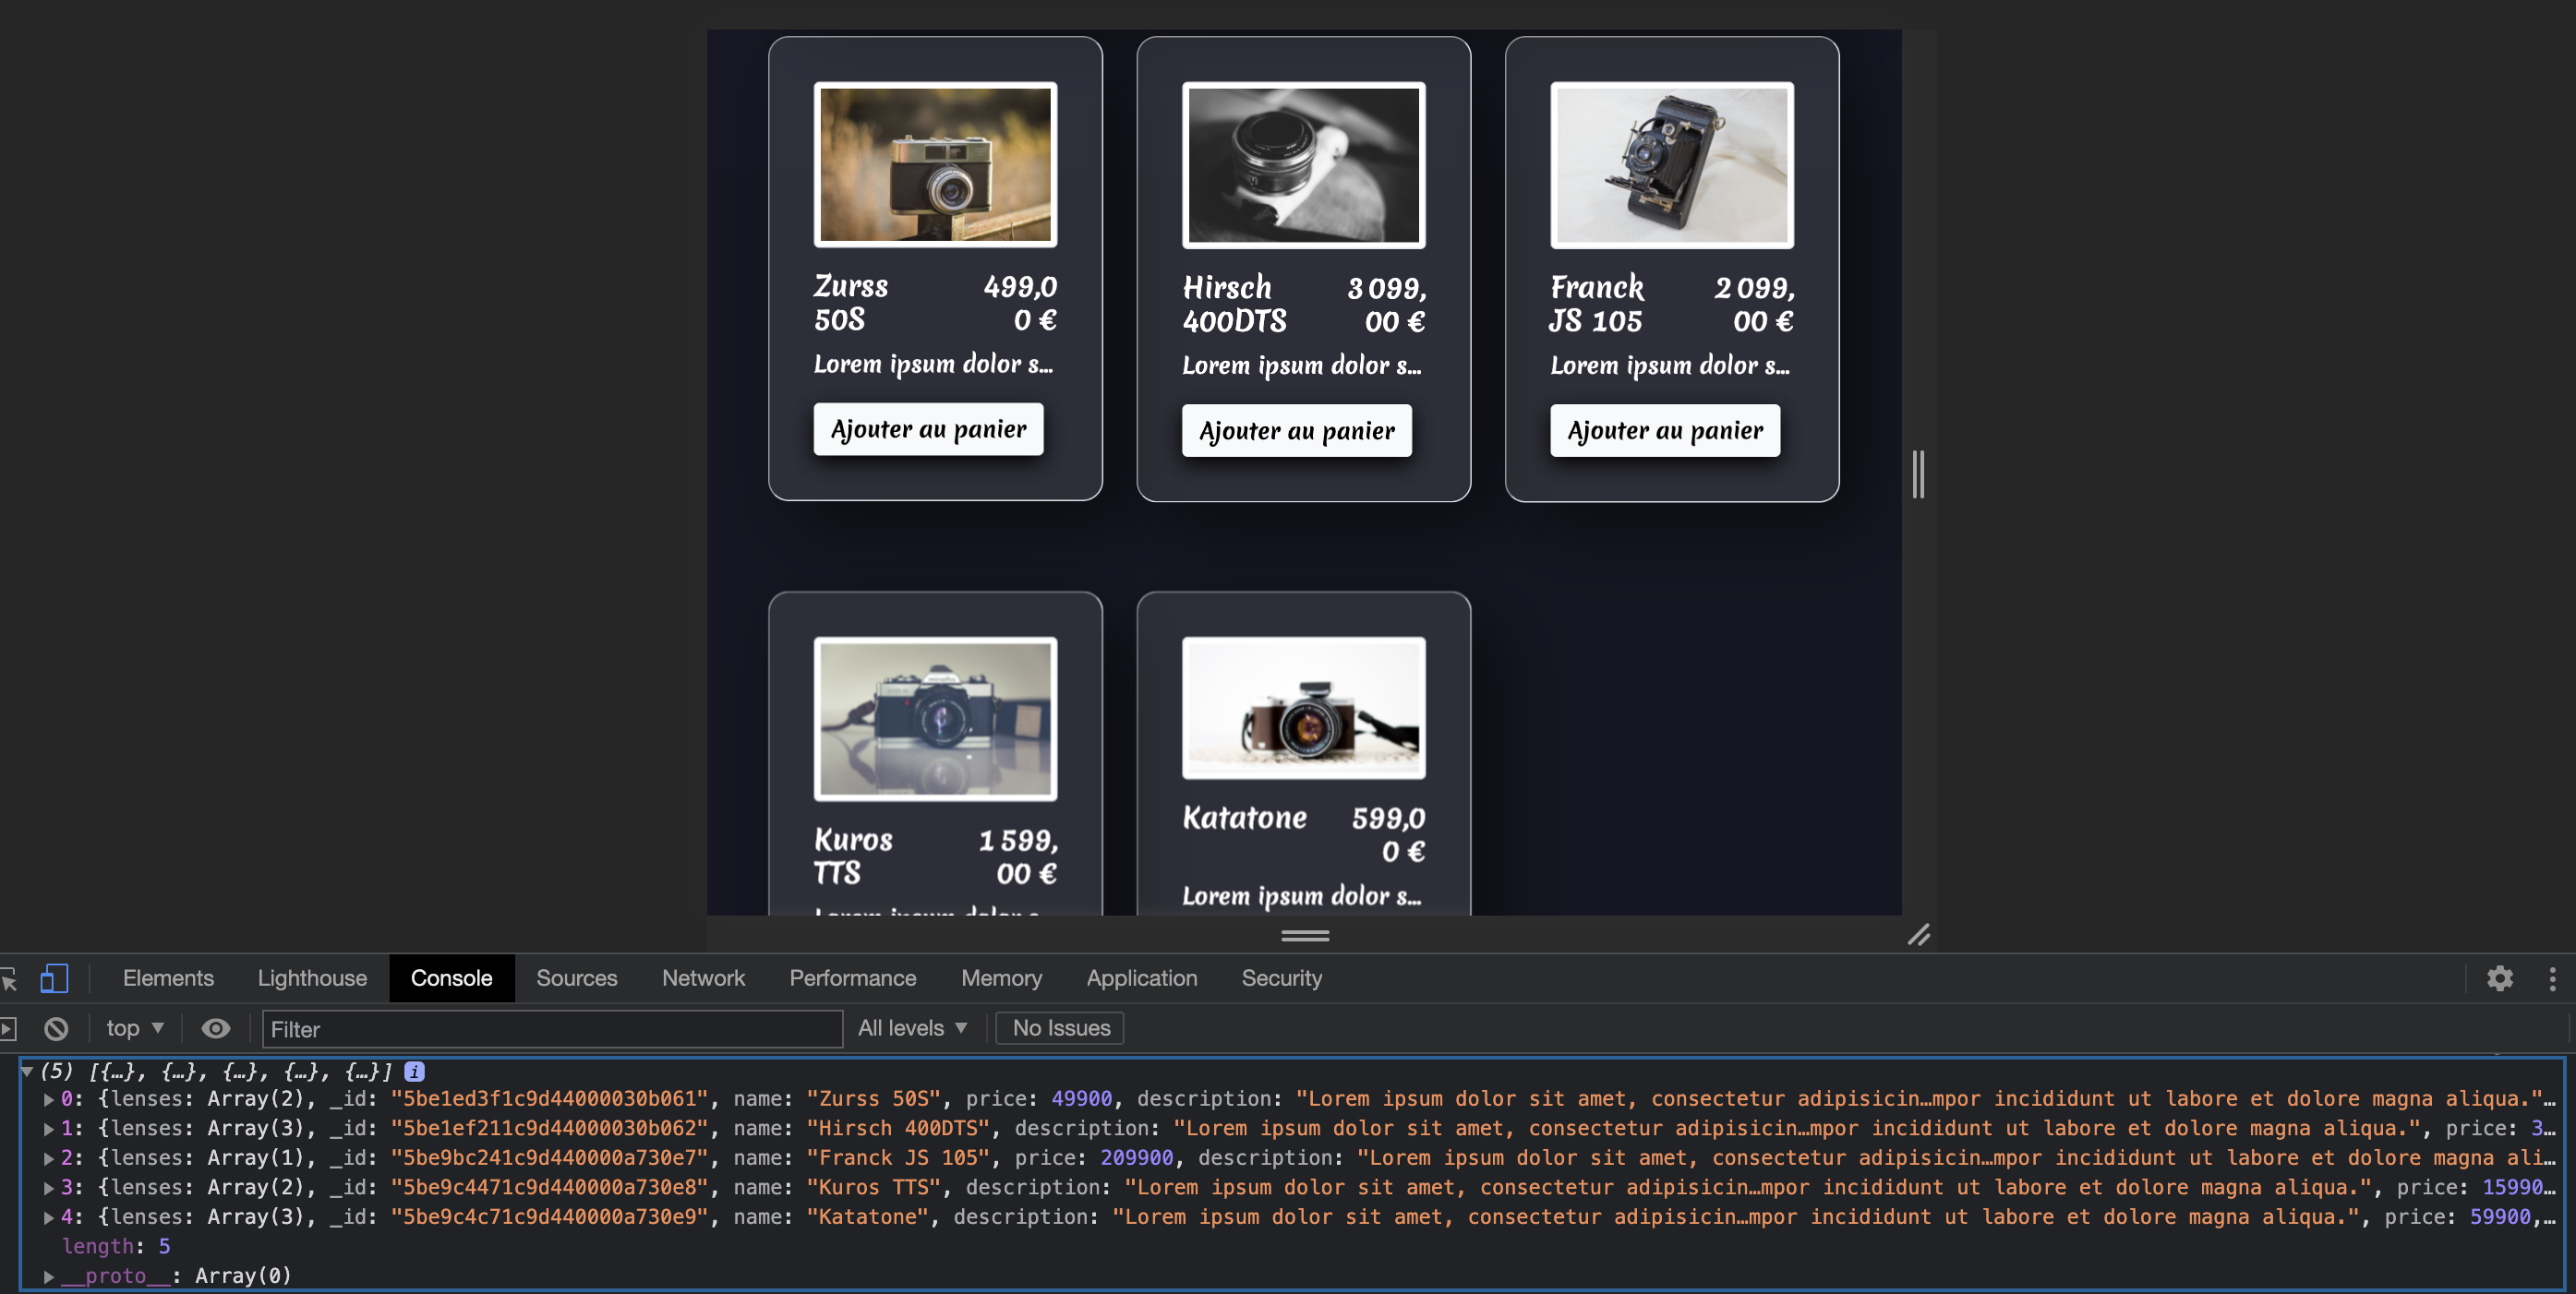 Zurss 499,0
50S 0 €
Lorem ipsum dolor s...
Ajouter au panier
Hirsch 3 099,
400DTS 00 €
Lorem ipsum dolor s...
Ajouter au panier
Franck 2 099,
JS 105 00 €
Lorem ipsum dolor s...
Ajouter au panier
Kuros 1 599,
TTS 00 €
Lorem ipsum dolor s...
Katatone 599,0
0 €
Lorem ipsum dolor s...
Elements Lighthouse Console Sources Network Performance Memory Application Security
top Filter All levels No Issues
(5) [{…}, {…}, {…}, {…}, {…}] i
0: {lenses: Array(2), _id: "5be1ed3f1c9d44000030b061", name: "Zurss 50S", price: 49900, description: "Lorem ipsum dolor sit amet, consectetur adipisicin…mpor incididunt ut labore et dolore magna aliqua."…
1: {lenses: Array(3), _id: "5be1ef211c9d44000030b062", name: "Hirsch 400DTS", description: "Lorem ipsum dolor sit amet, consectetur adipisicin…mpor incididunt ut labore et dolore magna aliqua.", price: 3…
2: {lenses: Array(1), _id: "5be9bc241c9d440000a730e7", name: "Franck JS 105", price: 209900, description: "Lorem ipsum dolor sit amet, consectetur adipisicin…mpor incididunt ut labore et dolore magna ali…
3: {lenses: Array(2), _id: "5be9c4471c9d440000a730e8", name: "Kuros TTS", description: "Lorem ipsum dolor sit amet, consectetur adipisicin…mpor incididunt ut labore et dolore magna aliqua.", price: 15990…
4: {lenses: Array(3), _id: "5be9c4c71c9d440000a730e9", name: "Katatone", description: "Lorem ipsum dolor sit amet, consectetur adipisicin…mpor incididunt ut labore et dolore magna aliqua.", price: 59900,…
length: 5
__proto__: Array(0)